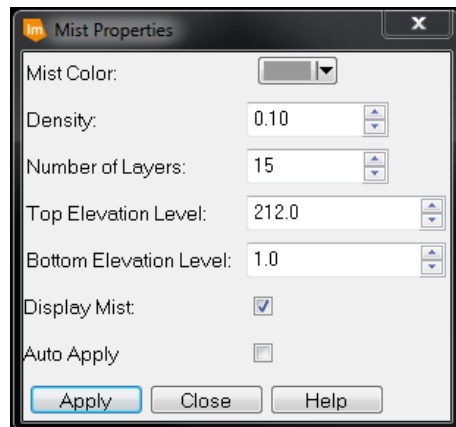 Im Mist Properties x
Mist Color:
Density: 0.10
Number of Layers: 15
Top Elevation Level: 212.0
Bottom Elevation Level: 1.0
Display Mist:
Auto Apply
Apply Close Help